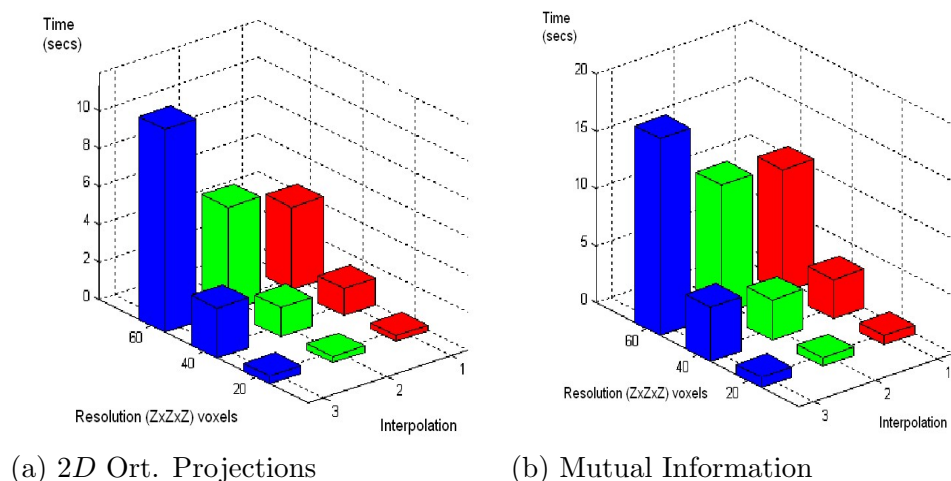 Time
(secs)
10
8
6
4
2
0
60
40
20
3
2
1
Resolution (ZxZxZ) voxels
Interpolation
(a) 2D Ort. Projections
Time
(secs)
20
15
10
5
0
60
40
20
3
2
1
Resolution (ZxZxZ) voxels
Interpolation
(b) Mutual Information